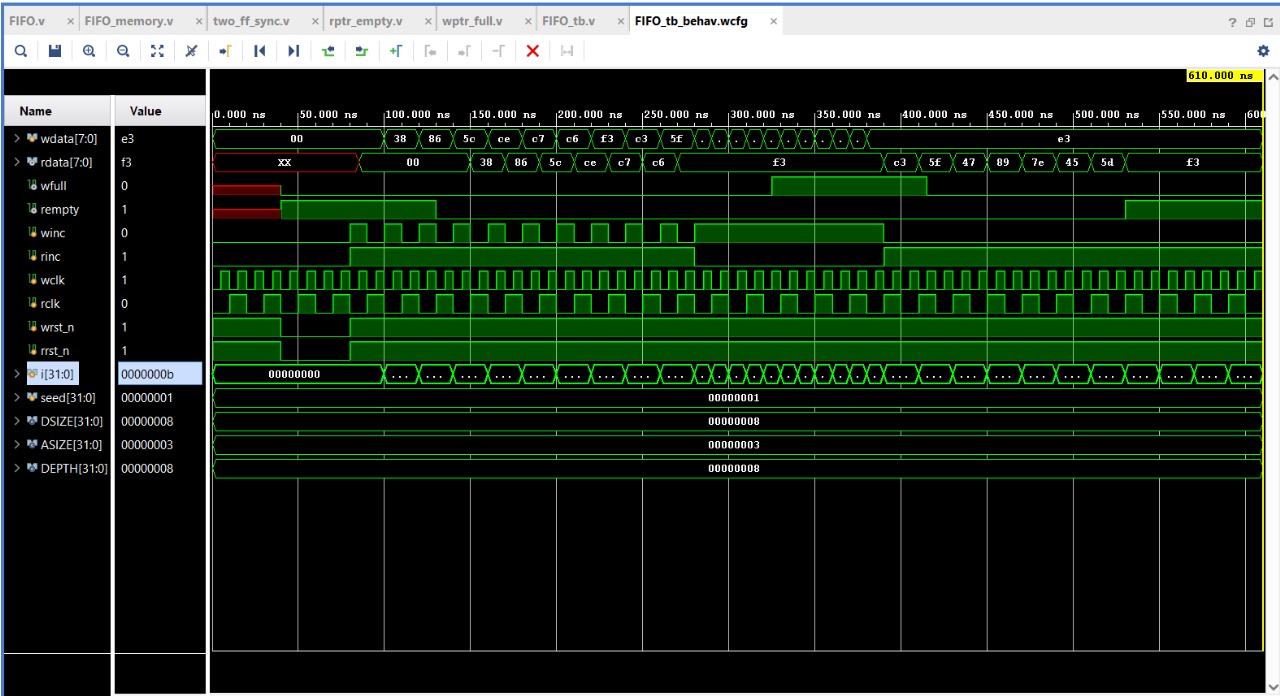 FIFO.v × FIFO_memory.v × two_ff_sync.v × rptr_empty.v × wptr_full.v × FIFO_tb.v × FIFO_tb_behav.wcfg × ?
610.000 ns
Name Value
0.000 ns 50.000 ns 100.000 ns 150.000 ns 200.000 ns 250.000 ns 300.000 ns 350.000 ns 400.000 ns 450.000 ns 500.000 ns 550.000 ns 600
wdata[7:0] e3 00 38 86 5c ce c7 c6 f3 c3 5f . . . . . . . . . . e3
rdata[7:0] f3 XX 00 38 86 5c ce c7 c6 f3 c3 5f 47 89 7e 45 5d f3
wfull 0
rempty 1
winc 0
rinc 1
wclk 1
rclk 0
wrst_n 1
rrst_n 1
i[31:0] 0000000b 00000000 ... ... ... ... ... ... ... ... ... . . . . . . . . . . . ... ... ... ... ... ... ... ... ... ... ...
seed[31:0] 00000001 00000001
DSIZE[31:0] 00000008 00000008
ASIZE[31:0] 00000003 00000003
DEPTH[31:0] 00000008 00000008